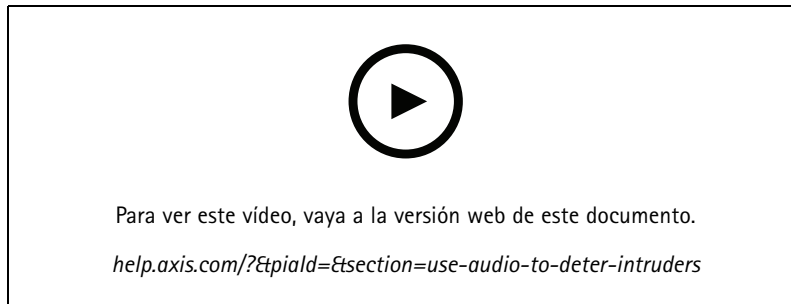 Para ver este vídeo, vaya a la versión web de este documento.
help.axis.com/?&piaId=&section=use-audio-to-deter-intruders